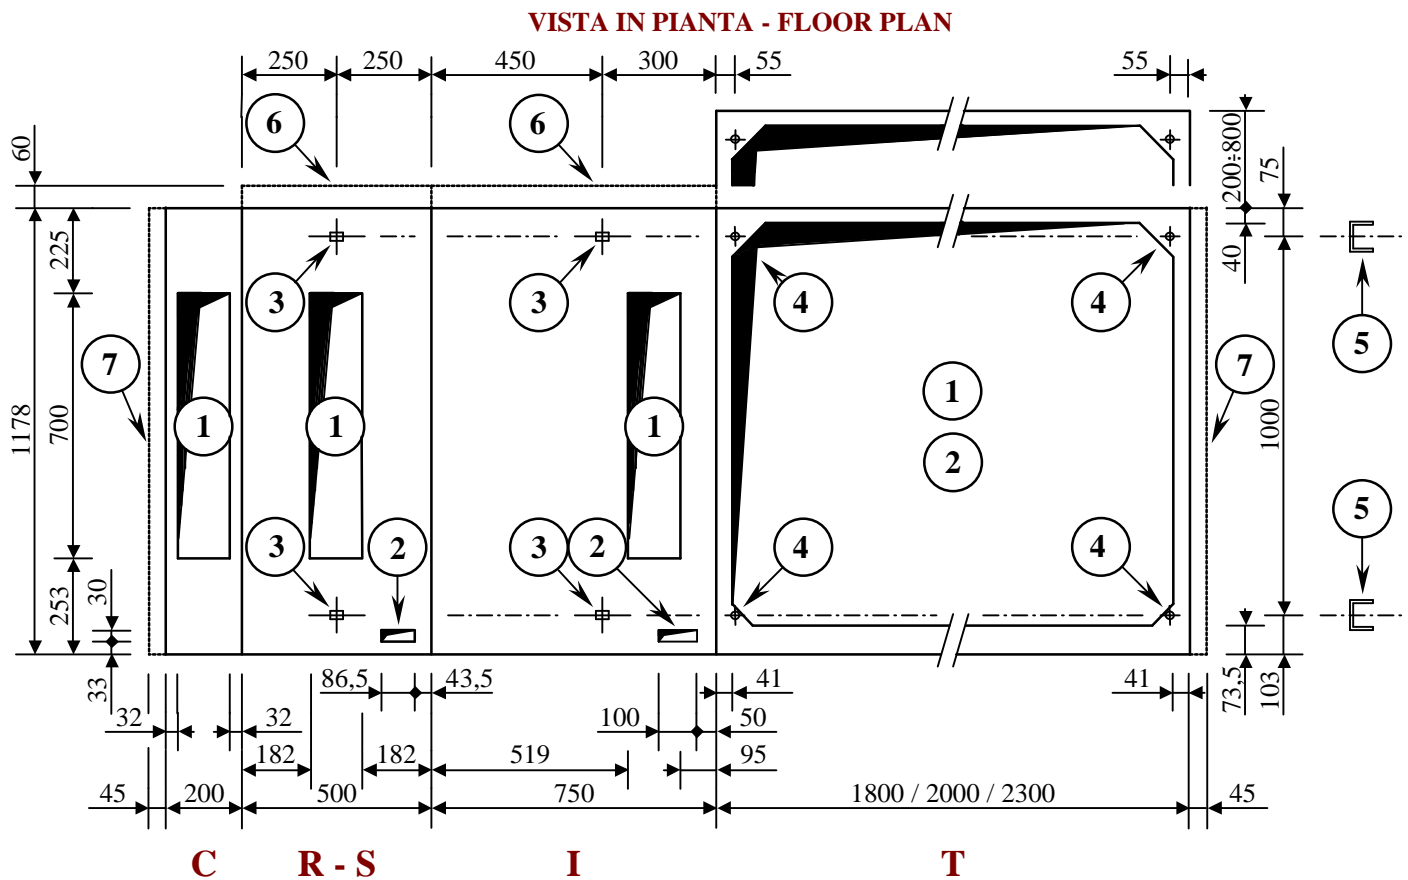 VISTA IN PIANTA - FLOOR PLAN
250 250 450 300 55 55
6 6
60 200÷800 75
225 3 3 4 4 40
5
7 1 7
1178 700 1 1 1 1000
2
5
3 2 3 2 4 4
30 253
33 86,5 43,5 41 41 73,5 103
32 32 100 50
182 182 519 95
45 200 500 750 1800 / 2000 / 2300 45
C R - S I T